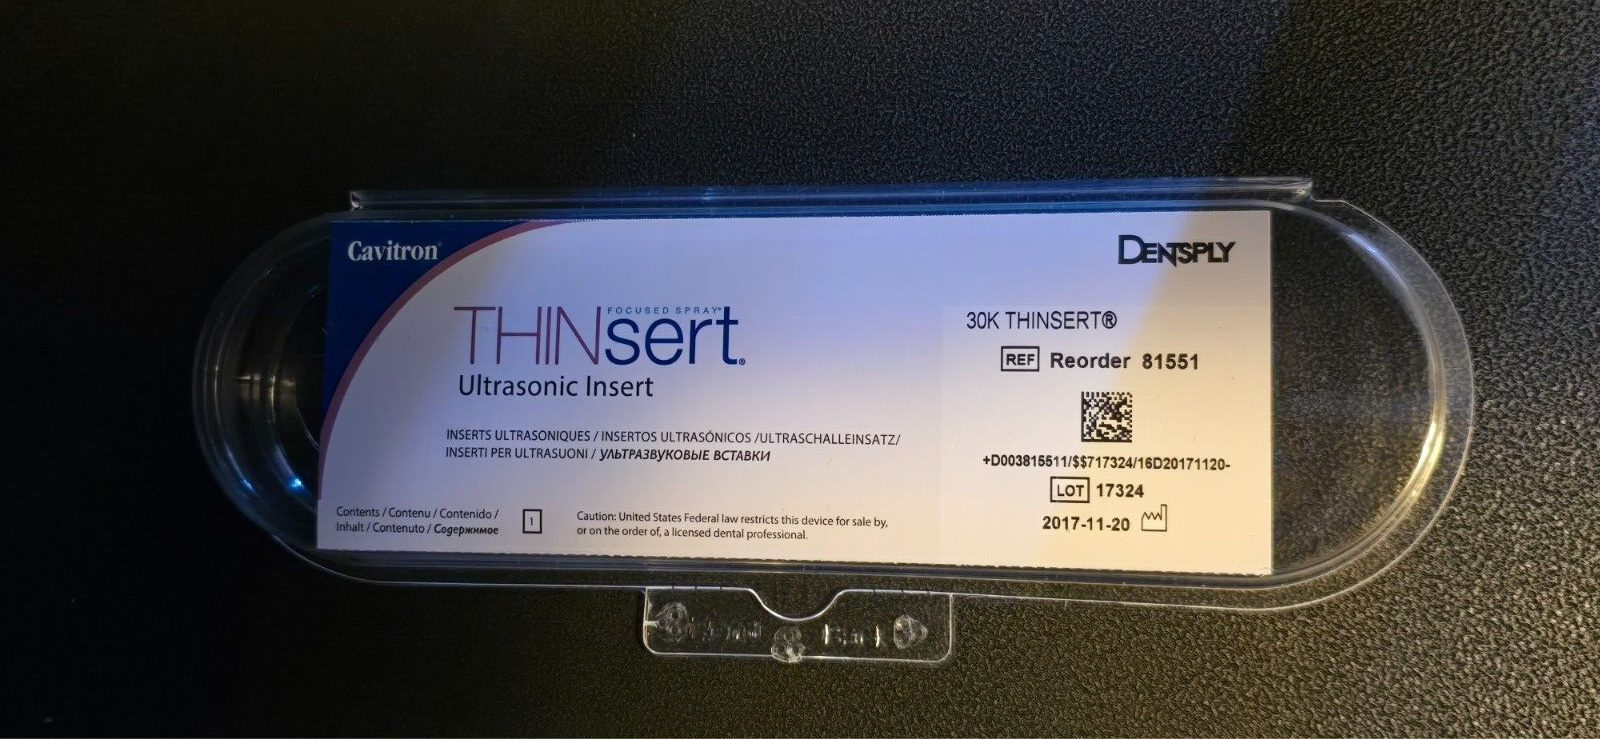 Cavitron®
DENTSPLY
FOCUSED SPRAY®
THINsert®
Ultrasonic Insert
INSERTS ULTRASONIQUES / INSERTOS ULTRASÓNICOS /ULTRASCHALLEINSATZ/
INSERTI PER ULTRASUONI / УЛЬТРАЗВУКОВЫЕ ВСТАВКИ
Contents / Contenu / Contenido /
Inhalt / Contenuto / Содержимое
1
Caution: United States Federal law restricts this device for sale by,
or on the order of, a licensed dental professional.
30K THINSERT®
REF Reorder 81551
+D003815511/$$717324/16D20171120-
LOT 17324
2017-11-20